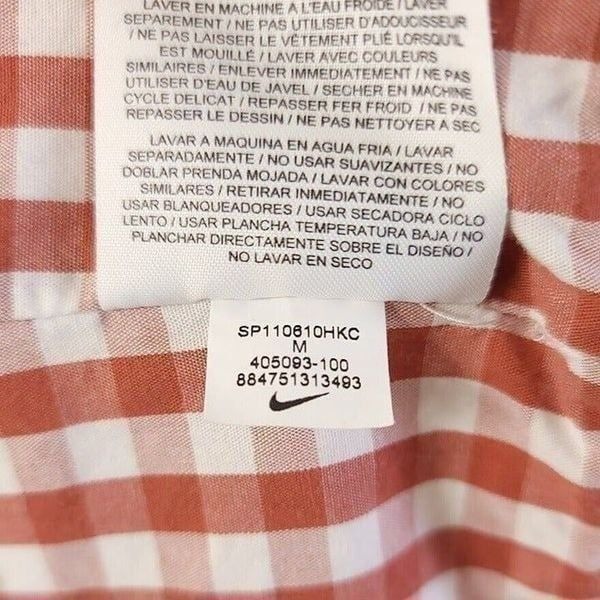 LAVER EN MACHINE A L'EAU FROIDE / LAVER
SEPAREMENT / NE PAS UTILISER D'ADOUCISSEUR
/ NE PAS LAISSER LE VÊTEMENT PLIÉ LORSQU'IL
EST MOUILLÉ / LAVER AVEC COULEURS
SIMILAIRES / ENLEVER IMMEDIATEMENT / NE PAS
UTILISER D'EAU DE JAVEL / SECHER EN MACHINE
CYCLE DELICAT / REPASSER FER FROID / NE PAS
REPASSER LE DESSIN / NE PAS NETTOYER A SEC
LAVAR A MAQUINA EN AGUA FRIA / LAVAR
SEPARADAMENTE / NO USAR SUAVIZANTES / NO
DOBLAR PRENDA MOJADA / LAVAR CON COLORES
SIMILARES / RETIRAR INMEDIATAMENTE / NO
USAR BLANQUEADORES / USAR SECADORA CICLO
LENTO / USAR PLANCHA TEMPERATURA BAJA / NO
PLANCHAR DIRECTAMENTE SOBRE EL DISEÑO /
NO LAVAR EN SECO
SP110610HKC
M
405093-100
884751313493